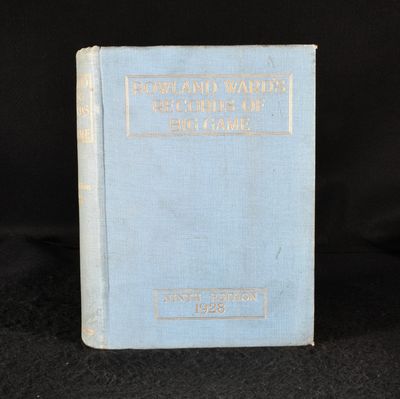 ROWLAND WARD'S
RECORDS OF
BIG GAME
NINTH EDITION
1928